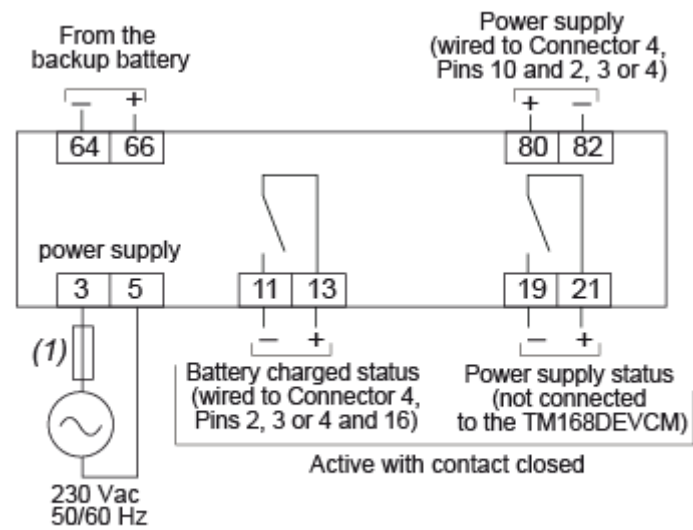 From the
backup battery
− +
64 66
Power supply
(wired to Connector 4,
Pins 10 and 2, 3 or 4)
+ −
80 82
power supply
3 5
11 13
19 21
(1)
− +
− +
Battery charged status
(wired to Connector 4,
Pins 2, 3 or 4 and 16)
Power supply status
(not connected
to the TM168DEVCM)
Active with contact closed
230 Vac
50/60 Hz